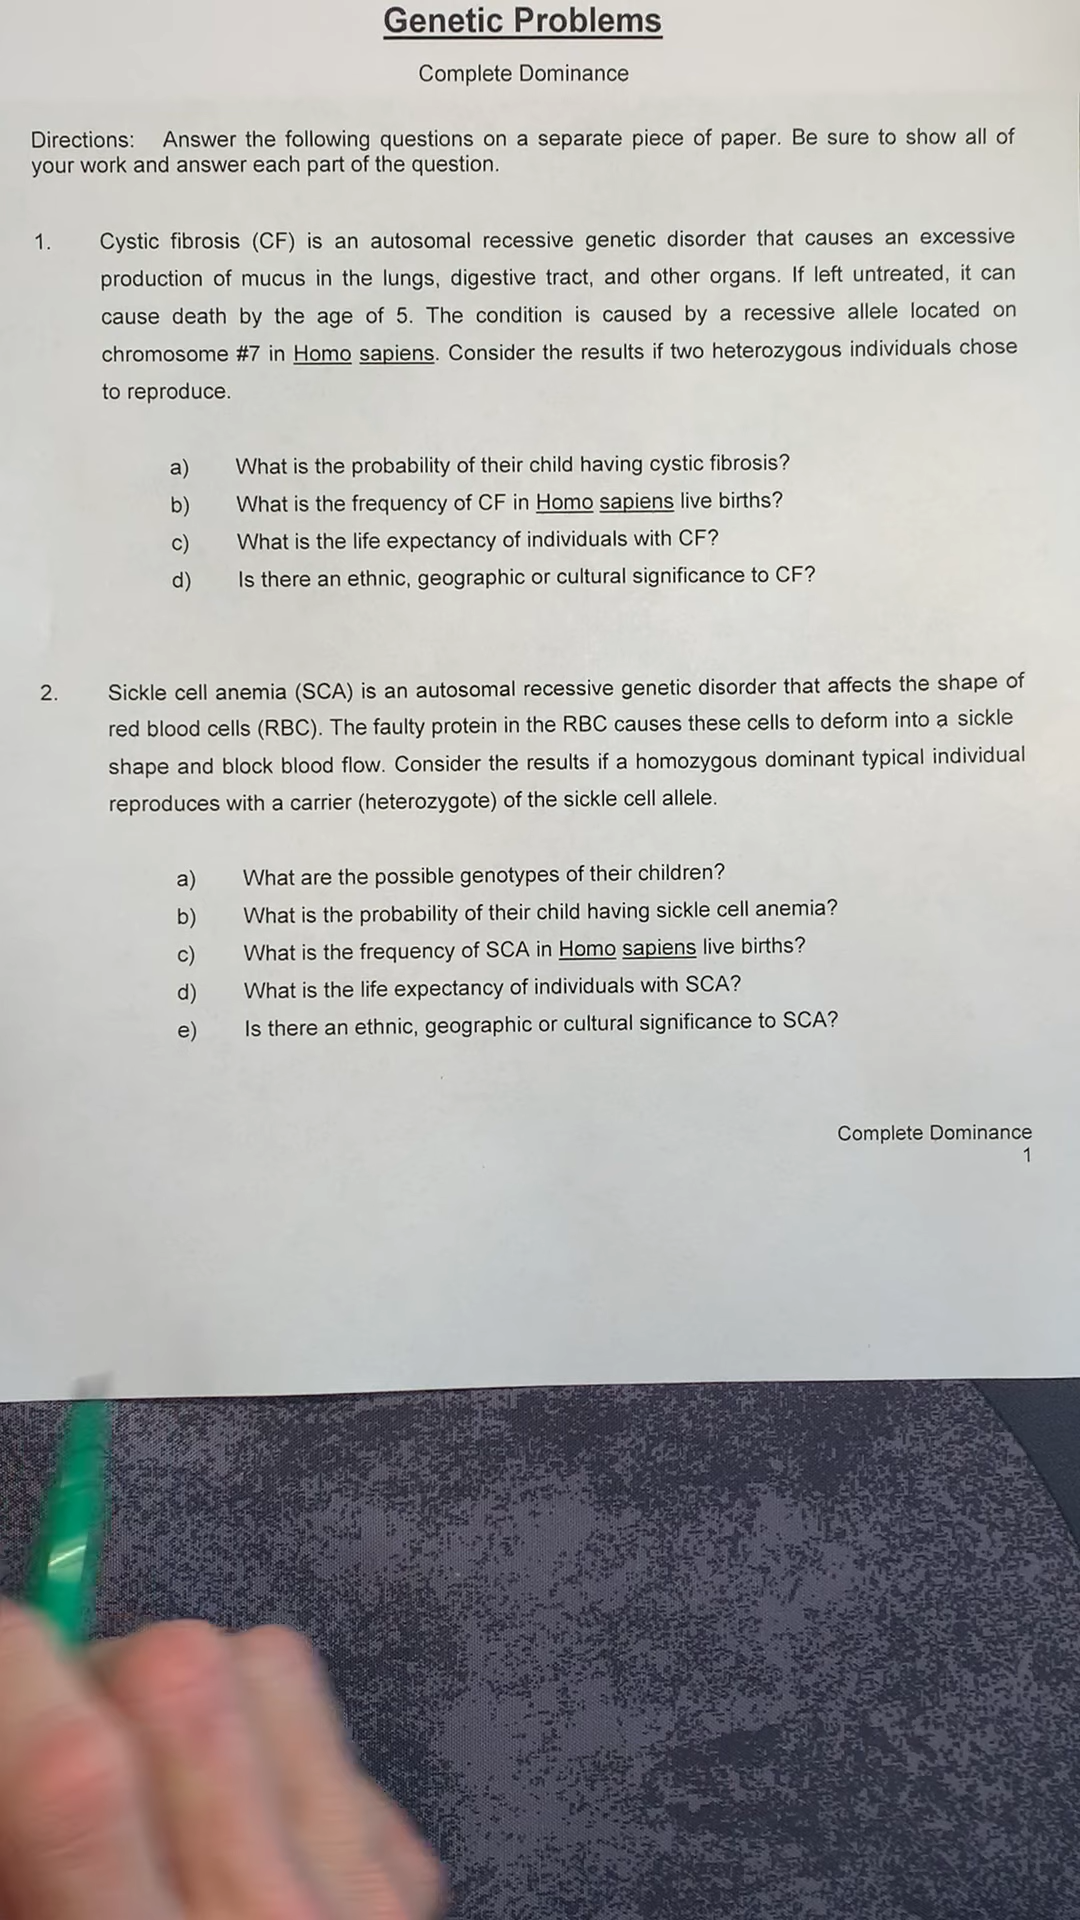 Genetic Problems
Complete Dominance
Directions: Answer the following questions on a separate piece of paper. Be sure to show all of
your work and answer each part of the question.
1. Cystic fibrosis (CF) is an autosomal recessive genetic disorder that causes an excessive
production of mucus in the lungs, digestive tract, and other organs. If left untreated, it can
cause death by the age of 5. The condition is caused by a recessive allele located on
chromosome #7 in Homo sapiens. Consider the results if two heterozygous individuals chose
to reproduce.
a) What is the probability of their child having cystic fibrosis?
b) What is the frequency of CF in Homo sapiens live births?
c) What is the life expectancy of individuals with CF?
d) Is there an ethnic, geographic or cultural significance to CF?
2. Sickle cell anemia (SCA) is an autosomal recessive genetic disorder that affects the shape of
red blood cells (RBC). The faulty protein in the RBC causes these cells to deform into a sickle
shape and block blood flow. Consider the results if a homozygous dominant typical individual
reproduces with a carrier (heterozygote) of the sickle cell allele.
a) What are the possible genotypes of their children?
b) What is the probability of their child having sickle cell anemia?
c) What is the frequency of SCA in Homo sapiens live births?
d) What is the life expectancy of individuals with SCA?
e) Is there an ethnic, geographic or cultural significance to SCA?
Complete Dominance
1